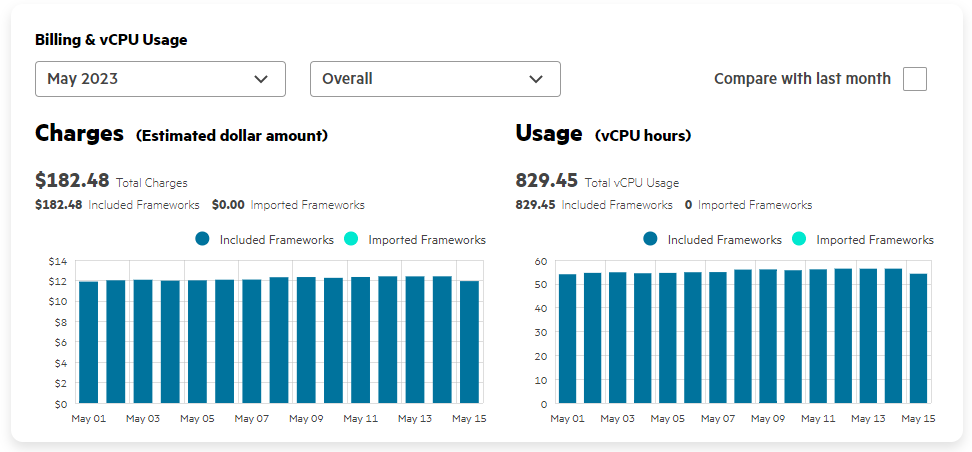 Billing & vCPU Usage
May 2023
Overall
Compare with last month
Charges (Estimated dollar amount)
$182.48 Total Charges
$182.48 Included Frameworks $0.00 Imported Frameworks
Included Frameworks Imported Frameworks
$14
$12
$10
$8
$6
$4
$2
$0
May 01 May 03 May 05 May 07 May 09 May 11 May 13 May 15
Usage (vCPU hours)
829.45 Total vCPU Usage
829.45 Included Frameworks 0 Imported Frameworks
Included Frameworks Imported Frameworks
60
50
40
30
20
10
0
May 01 May 03 May 05 May 07 May 09 May 11 May 13 May 15